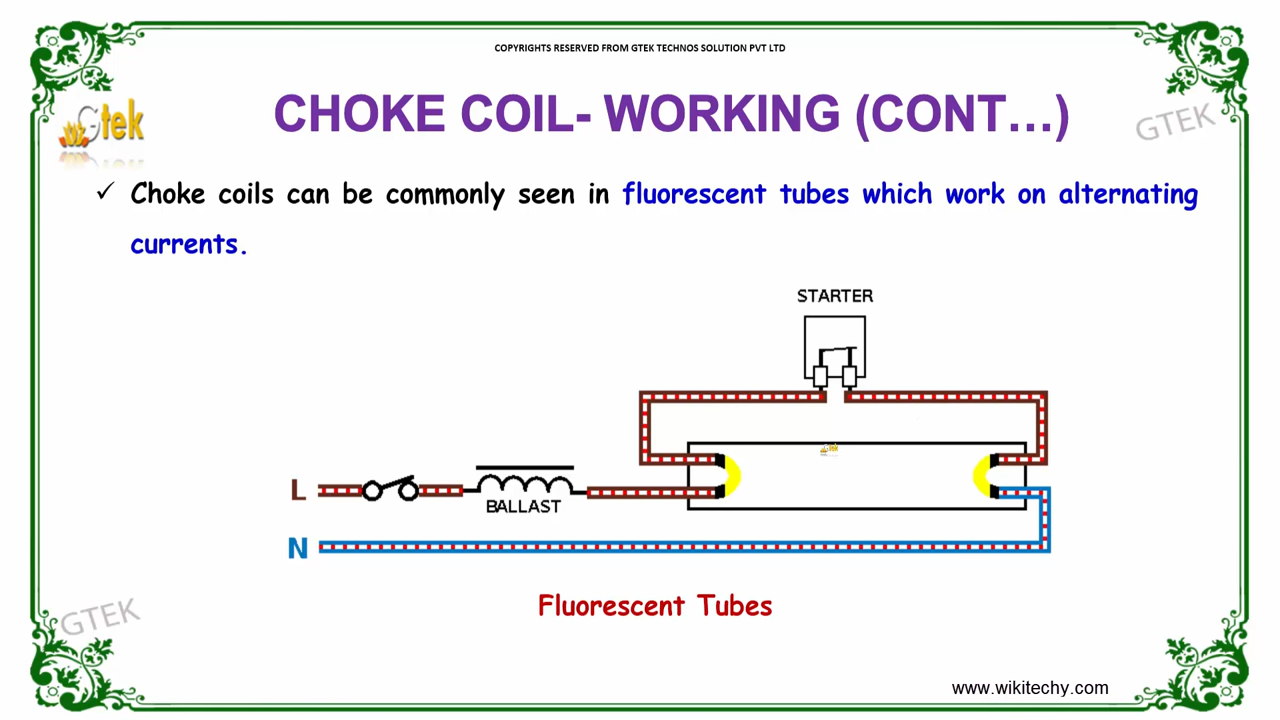 COPYRIGHTS RESERVED FROM GTEK TECHNOS SOLUTION PVT LTD
CHOKE COIL- WORKING (CONT...)
Gtek
GTEK
✓ Choke coils can be commonly seen in fluorescent tubes which work on alternating
currents.
STARTER
L
BALLAST
N
Fluorescent Tubes
GTEK
www.wikitechy.com